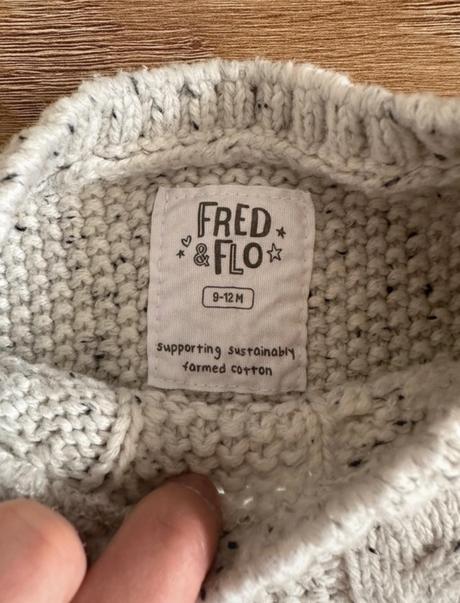 FRED
& FLO
9-12 M
supporting sustainably
farmed cotton